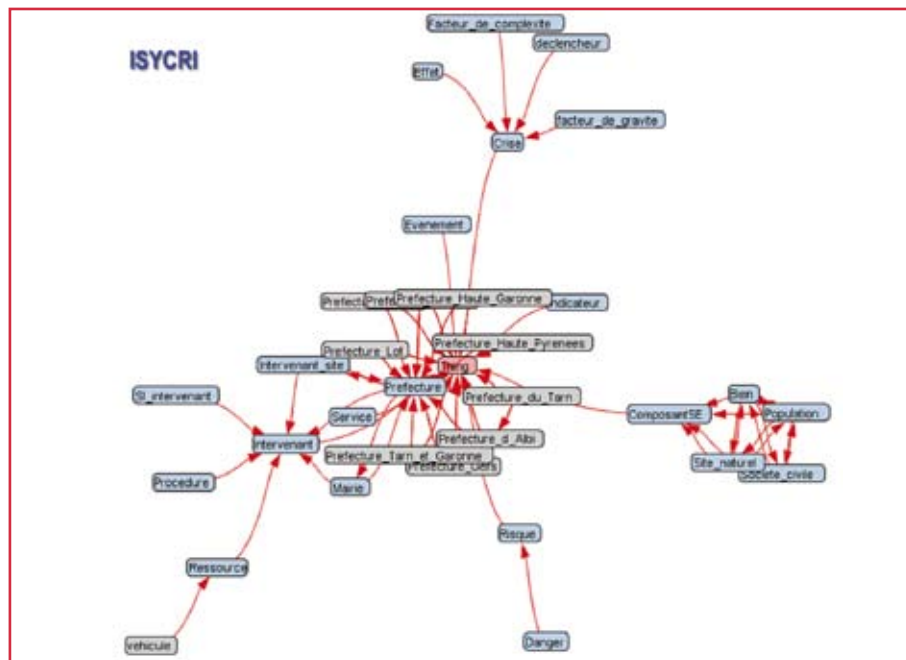 Facteur_de_complexite
declencheur
ISYCRI
Effet
facteur_de_gravite
Crise
Evenement
Prefecture_Haute_Garonne
Indicateur
Prefecture_Haute_Pyrenees
Prefecture_Lot
Intervenant_site
Thing
Prefecture
SI_intervenant
Prefecture_du_Tarn
Bien
Service
ComposantSE
Population
Intervenant
Prefecture_d_Albi
Prefecture_Tarn_et_Garonne
Prefecture_Gers
Site_naturel
Societe_civile
Procedure
Mairie
Risque
Ressource
vehicule
Danger